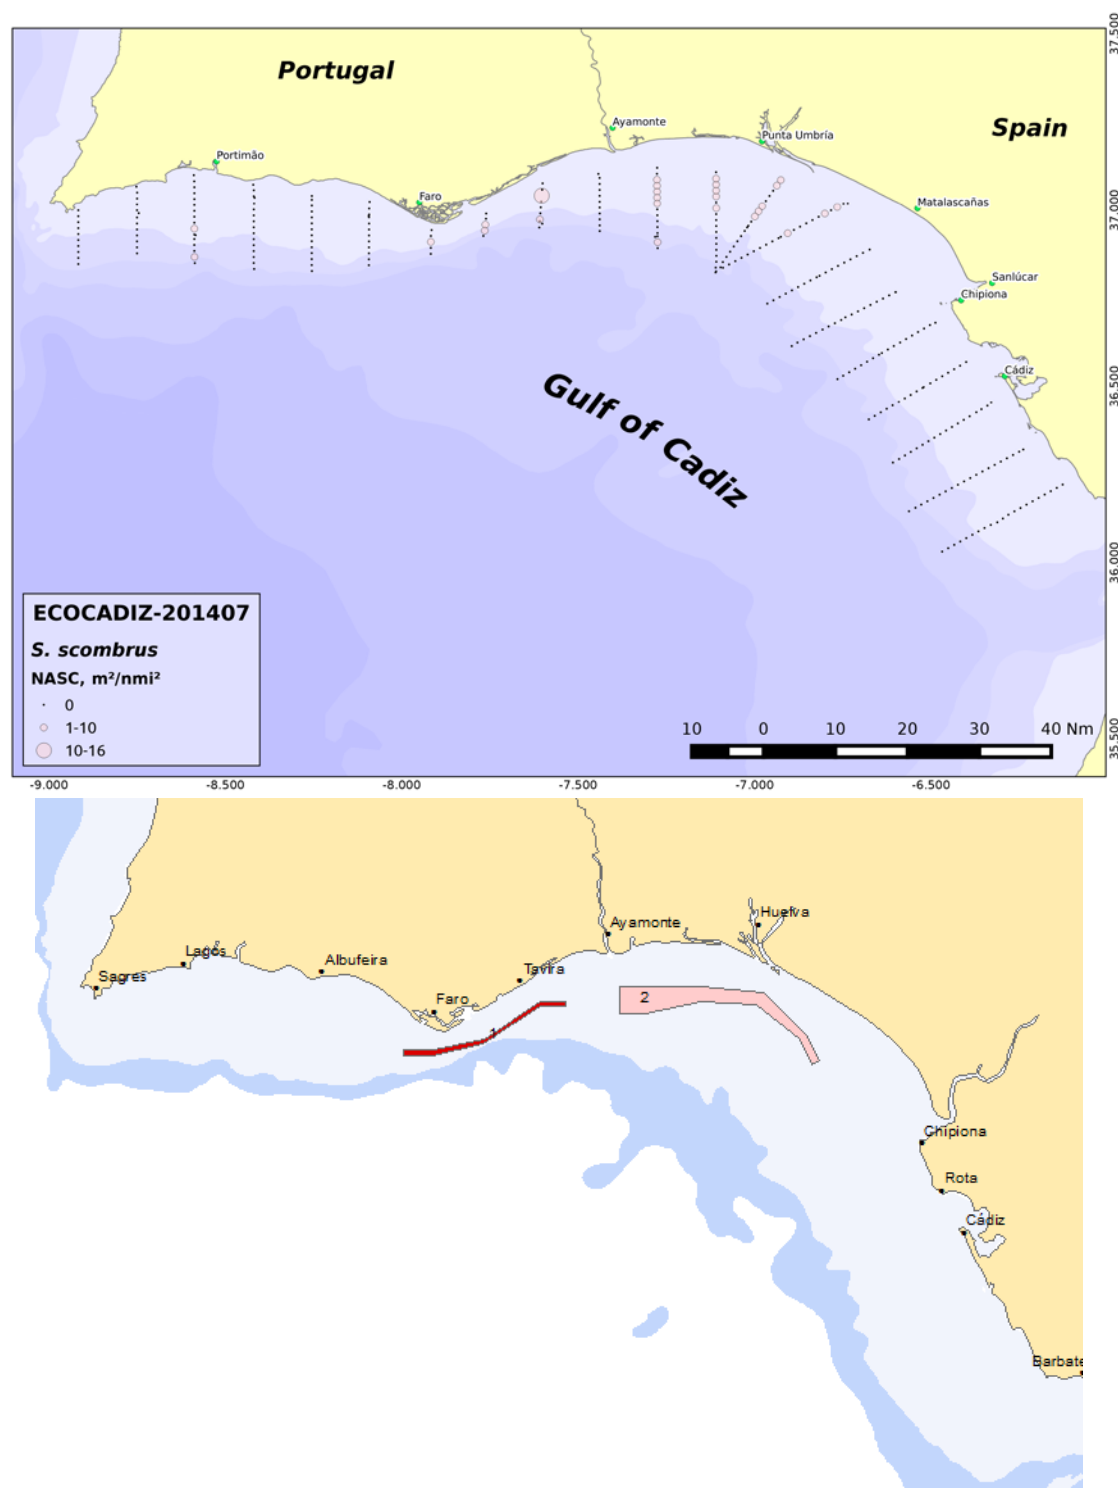 37.500
Portugal
Ayamonte
Punta Umbría
Spain
Portimão
Faro
37.000
Matalascañas
Sanlúcar
Chipiona
Cádiz
36.500
Gulf of Cadiz
36.000
ECOCADIZ-201407
S. scombrus
NASC, m²/nmi²
0
1-10
10-16
10 0 10 20 30 40 Nm
35.500
-9.000 -8.500 -8.000 -7.500 -7.000 -6.500
Huelva
Ayamonte
Lagos
Albufeira
Tavira
Sagres
Faro
2
1
Chipiona
Rota
Cádiz
Barbate